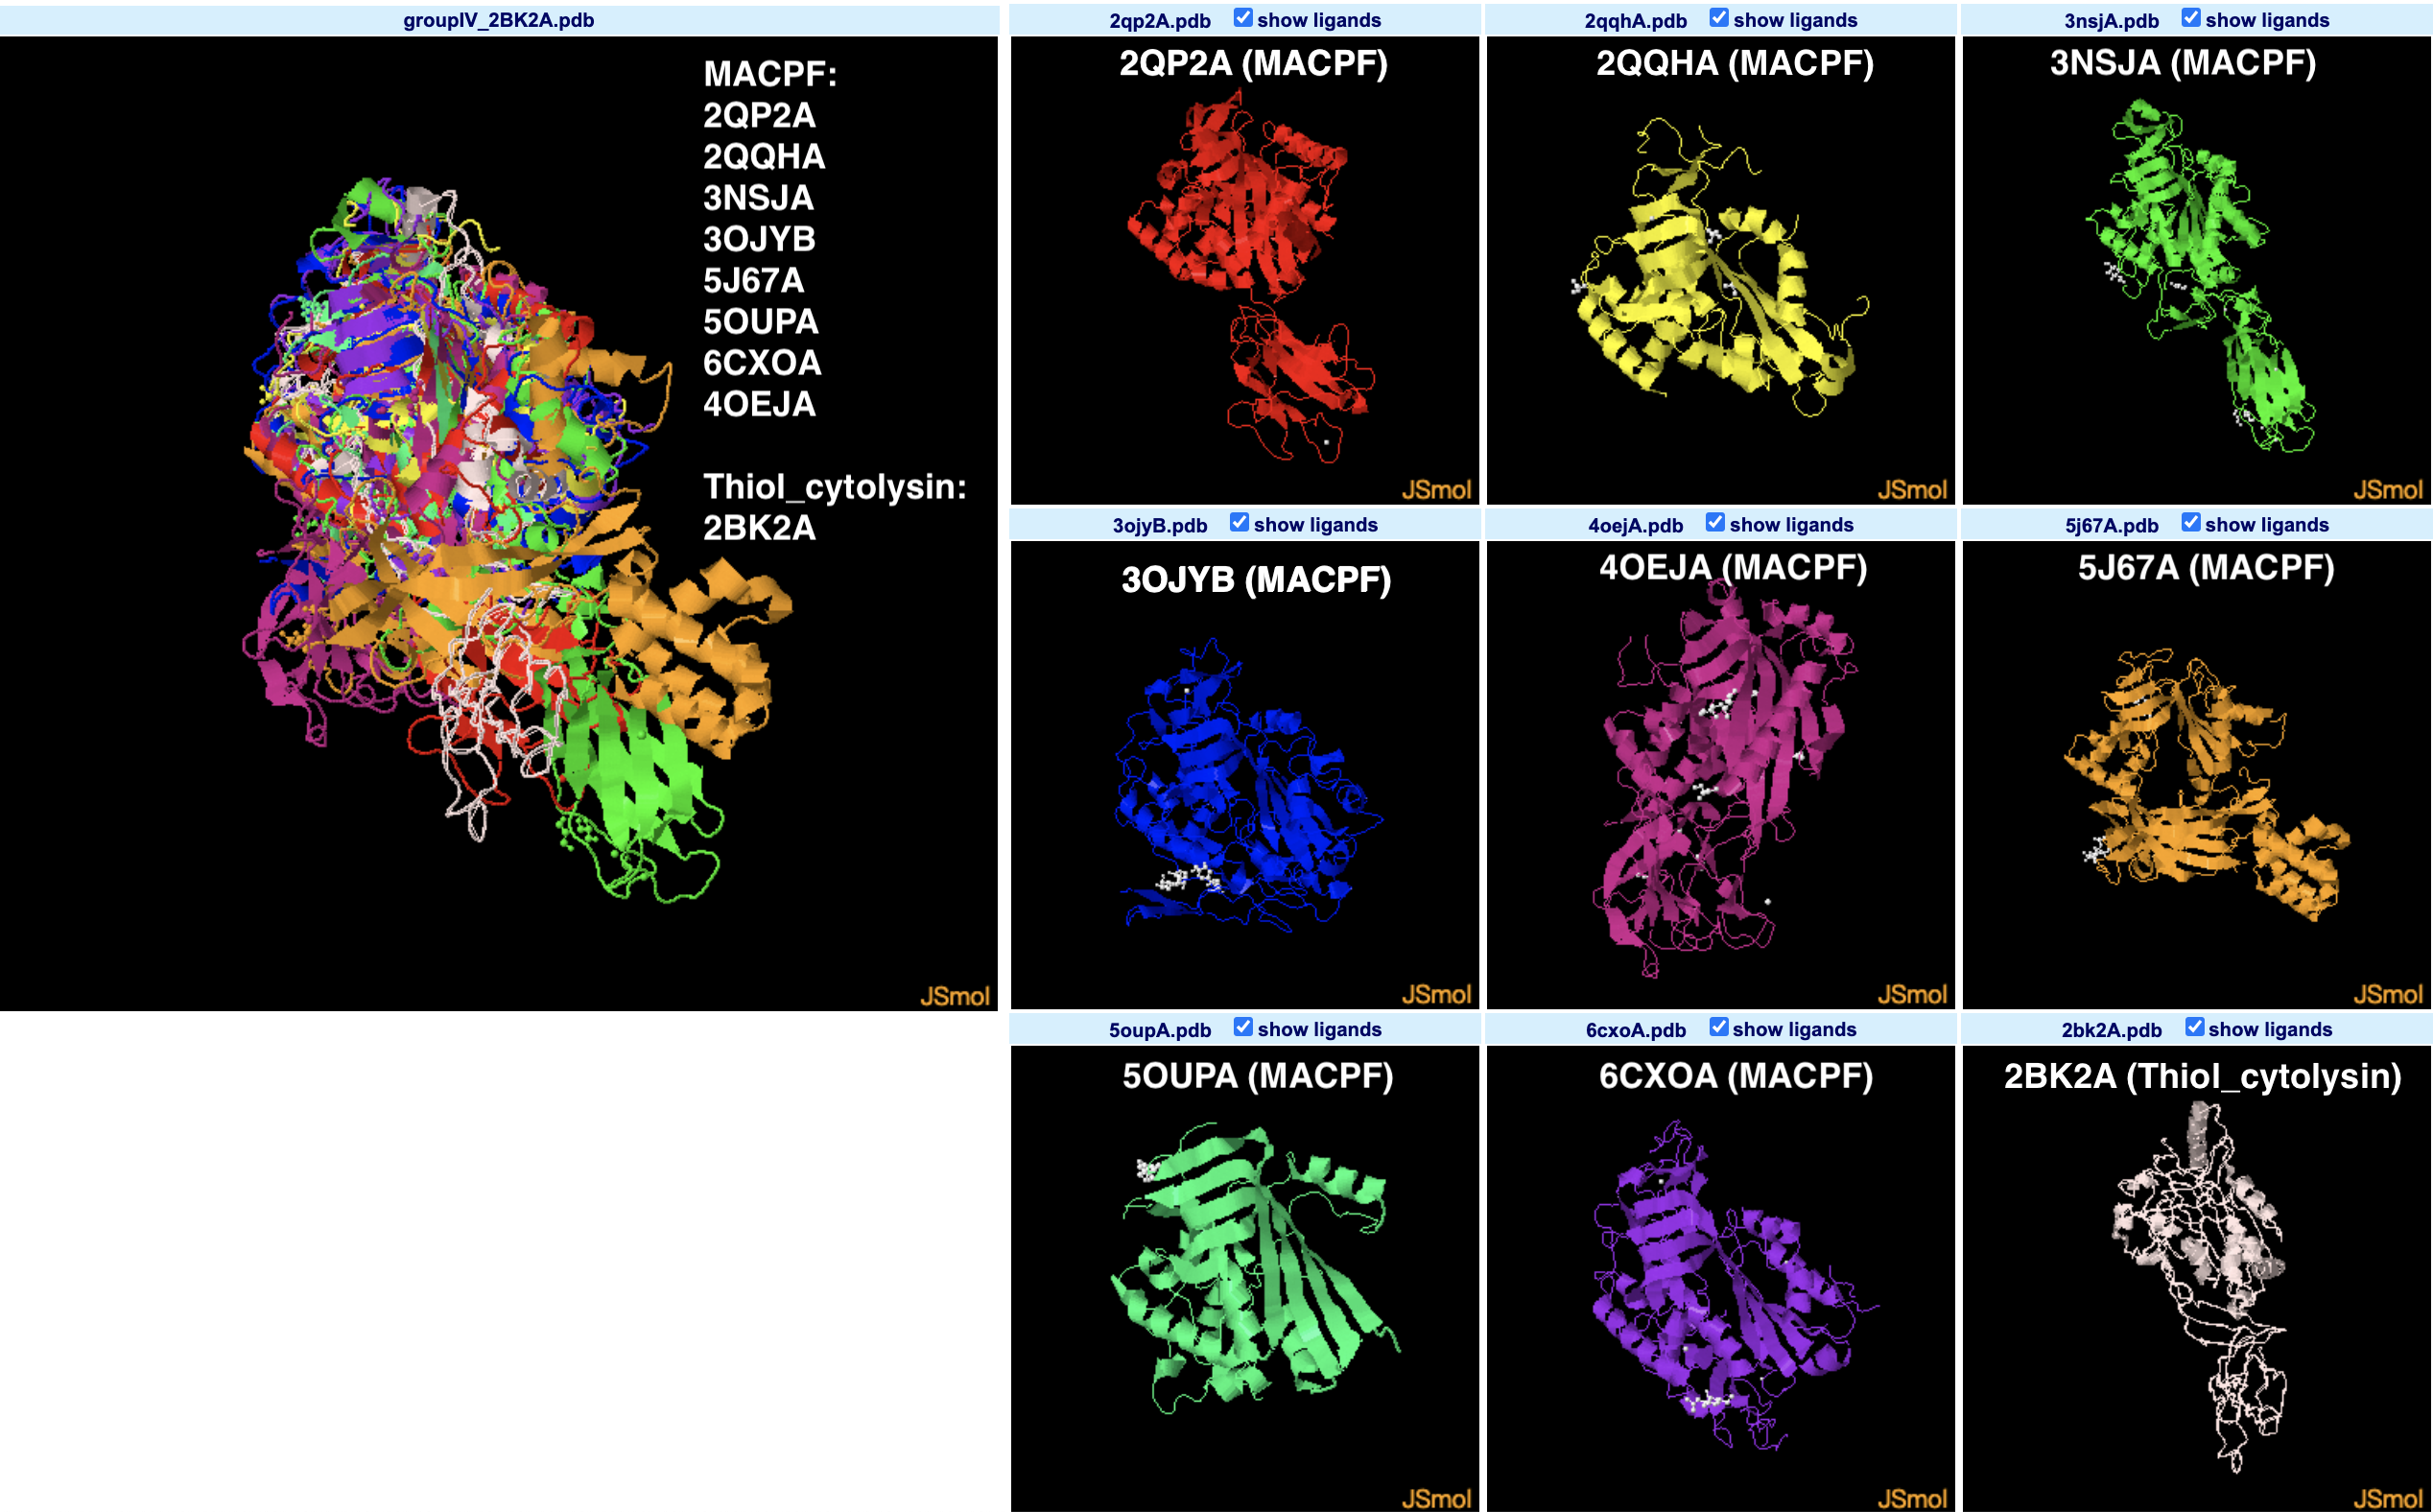 groupIV_2BK2A.pdb
MACPF:
2QP2A
2QQHA
3NSJA
3OJYB
5J67A
5OUPA
6CXOA
4OEJA
Thiol_cytolysin:
2BK2A
JSmol
2qp2A.pdb show ligands
2QP2A (MACPF)
JSmol
2qqhA.pdb show ligands
2QQHA (MACPF)
JSmol
3nsjA.pdb show ligands
3NSJA (MACPF)
JSmol
3ojyB.pdb show ligands
3OJYB (MACPF)
JSmol
4oejA.pdb show ligands
4OEJA (MACPF)
JSmol
5j67A.pdb show ligands
5J67A (MACPF)
JSmol
5oupA.pdb show ligands
5OUPA (MACPF)
JSmol
6cxoA.pdb show ligands
6CXOA (MACPF)
JSmol
2bk2A.pdb show ligands
2BK2A (Thiol_cytolysin)
JSmol